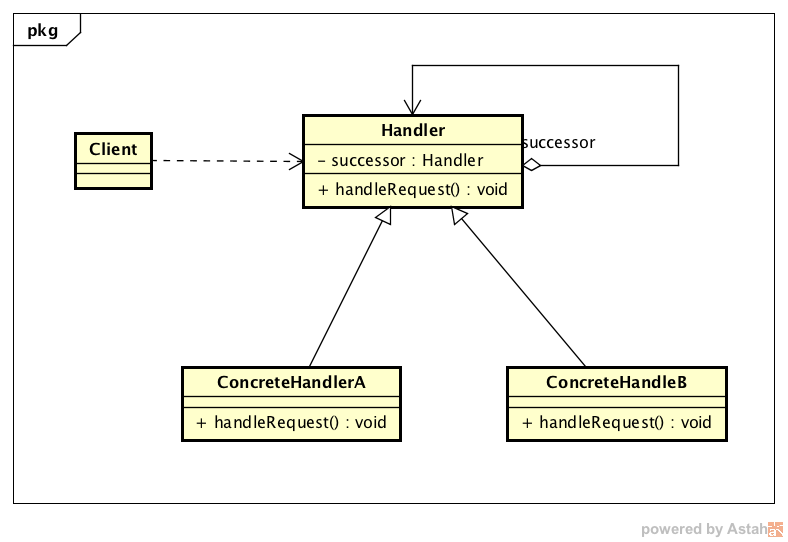 pkg
successor
Handler
Client
− successor : Handler
+ handleRequest() : void
ConcreteHandlerA
+ handleRequest() : void
ConcreteHandleB
+ handleRequest() : void
powered by Astah